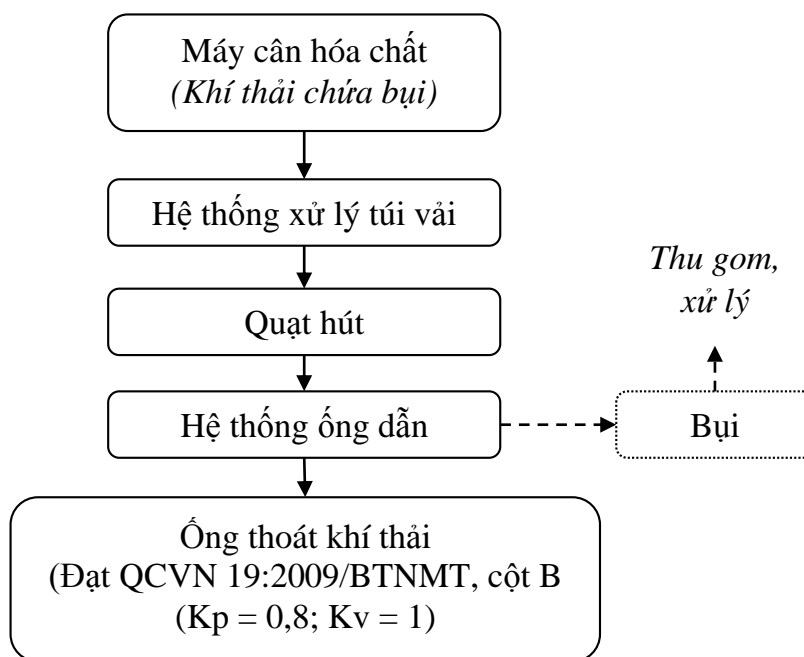 Máy cân hóa chất
(Khí thải chứa bụi)
Hệ thống xử lý túi vải
Thu gom,
xử lý
Quạt hút
Hệ thống ống dẫn
Bụi
Ống thoát khí thải
(Đạt QCVN 19:2009/BTNMT, cột B
(Kp = 0,8; Kv = 1)